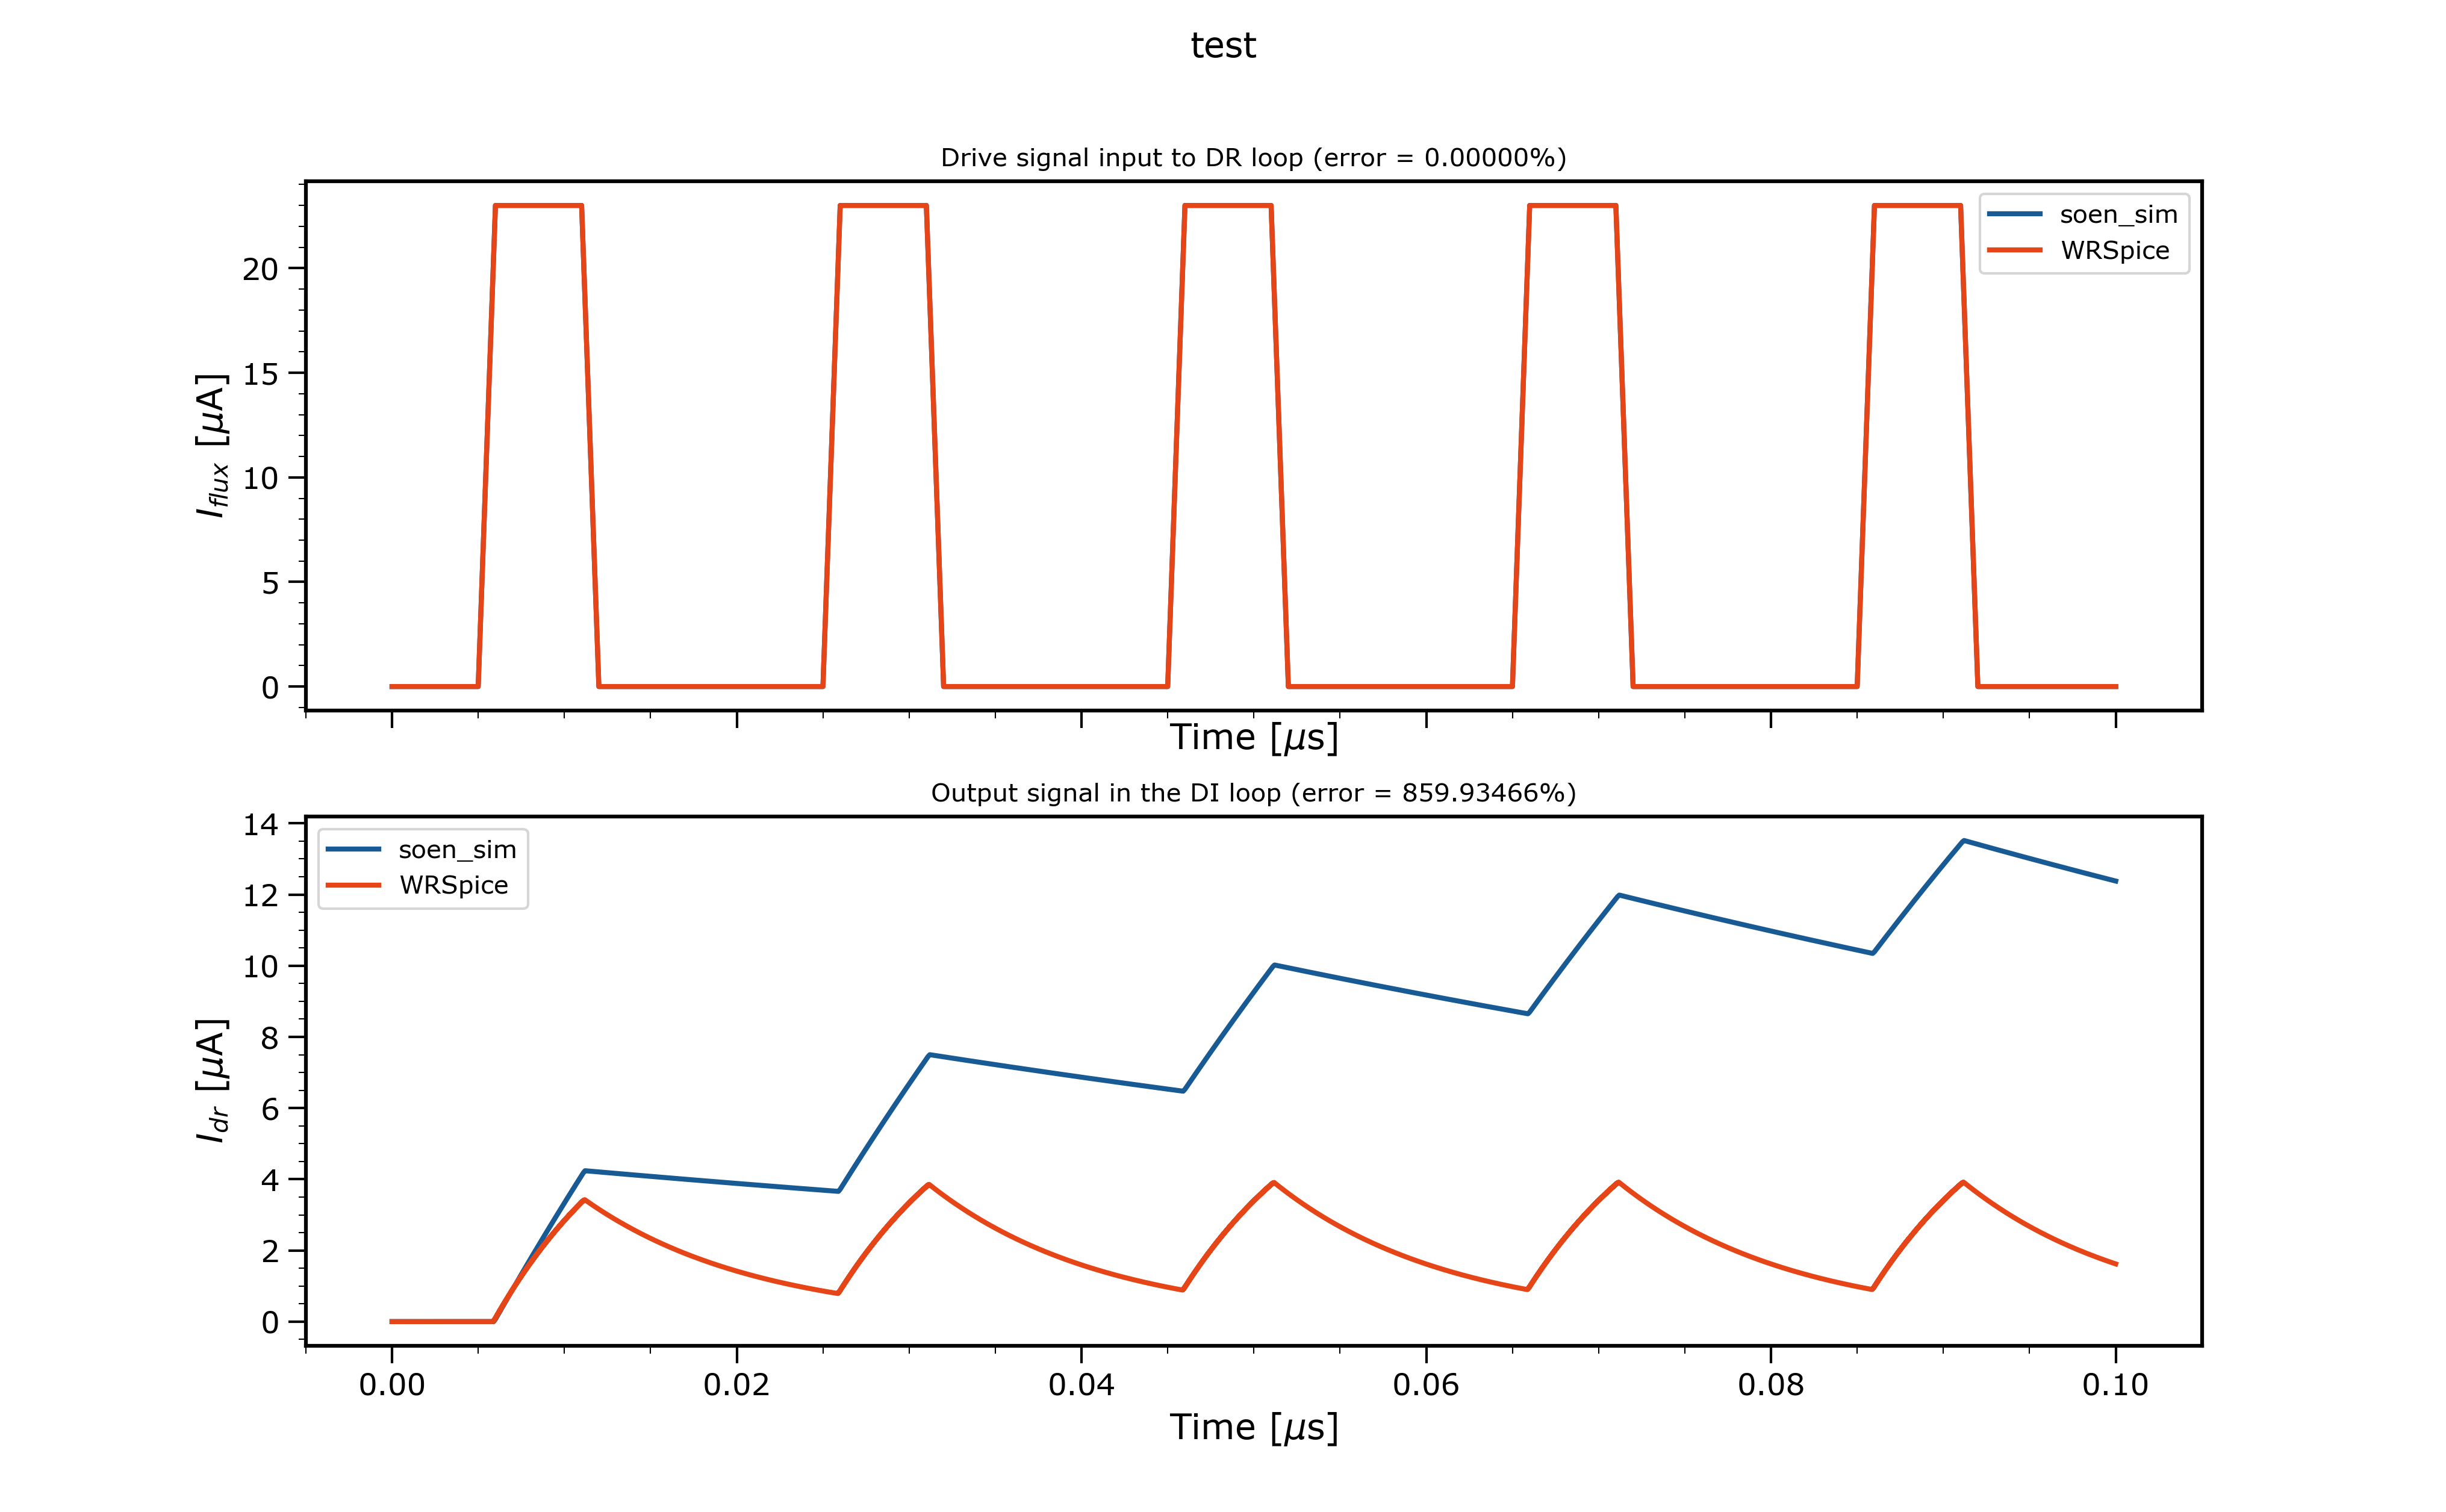 test
Drive signal input to DR loop (error = 0.00000%)
soen_sim
WRSpice
I_flux [μA]
20
15
10
5
0
Time [μs]
Output signal in the DI loop (error = 859.93466%)
soen_sim
WRSpice
I_dr [μA]
14
12
10
8
6
4
2
0
0.00 0.02 0.04 0.06 0.08 0.10
Time [μs]